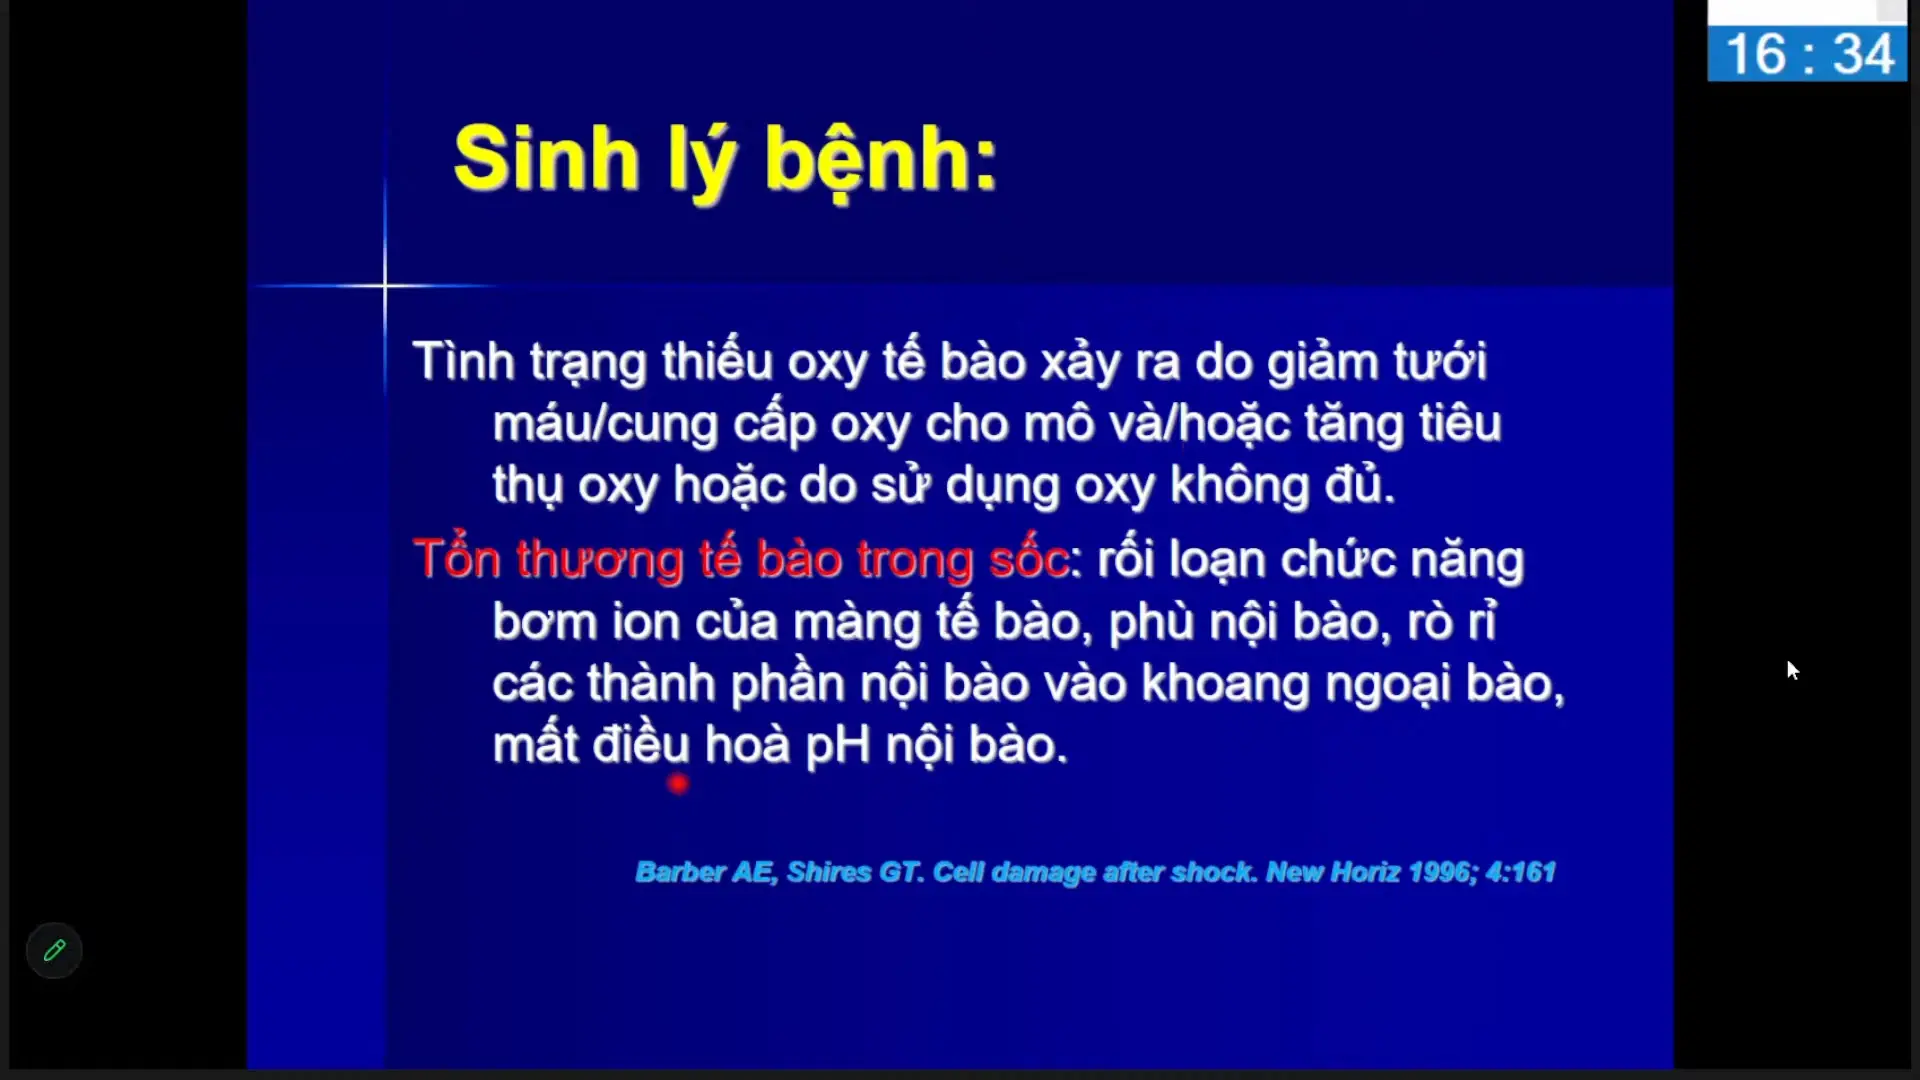 16 : 34
Sinh lý bệnh:
Tình trạng thiếu oxy tế bào xảy ra do giảm tưới
máu/cung cấp oxy cho mô và/hoặc tăng tiêu
thụ oxy hoặc do sử dụng oxy không đủ.
Tổn thương tế bào trong sốc: rối loạn chức năng
bơm ion của màng tế bào, phù nội bào, rò rỉ
các thành phần nội bào vào khoang ngoại bào,
mất điều hoà pH nội bào.
Barber AE, Shires GT. Cell damage after shock. New Horiz 1996; 4:161